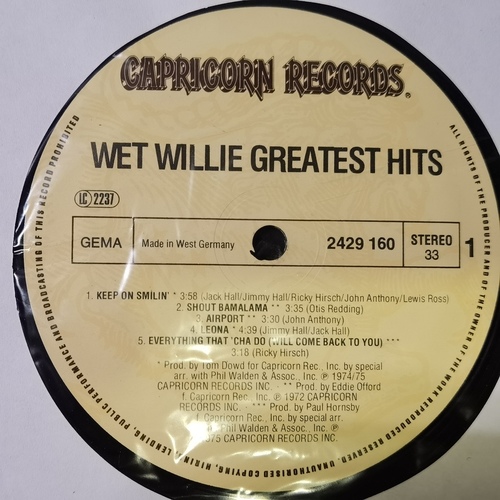 CAPRICORN RECORDS®
WET WILLIE GREATEST HITS
LC 2237
GEMA
Made in West Germany
2429 160
STEREO
33
1
1. KEEP ON SMILIN' * 3:58 (Jack Hall/Jimmy Hall/Ricky Hirsch/John Anthony/Lewis Ross)
2. SHOUT BAMALAMA ** 3:35 (Otis Redding)
3. AIRPORT ** 3:30 (John Anthony)
4. LEONA * 4:39 (Jimmy Hall/Jack Hall)
5. EVERYTHING THAT 'CHA DO (WILL COME BACK TO YOU) ***
3:18 (Ricky Hirsch)
* Prod. by Tom Dowd for Capricorn Rec., Inc. by special
arr. with Phil Walden & Assoc., Inc. ℗ 1974/75
CAPRICORN RECORDS INC. - ** Prod. by Eddie Offord
f. Capricorn Rec., Inc. ℗ 1972 CAPRICORN
RECORDS INC. - *** Prod. by Paul Hornsby
f. Capricorn Rec., Inc. by special arr.
Phil Walden & Assoc., Inc. ℗
1975 CAPRICORN RECORDS INC.
ALL RIGHTS OF THE PRODUCER AND OF THE OWNER OF THE WORK REPRODUCED RESERVED. UNAUTHORISED COPYING, HIRING, LENDING, PUBLIC PERFORMANCE AND BROADCASTING OF THIS RECORD PROHIBITED